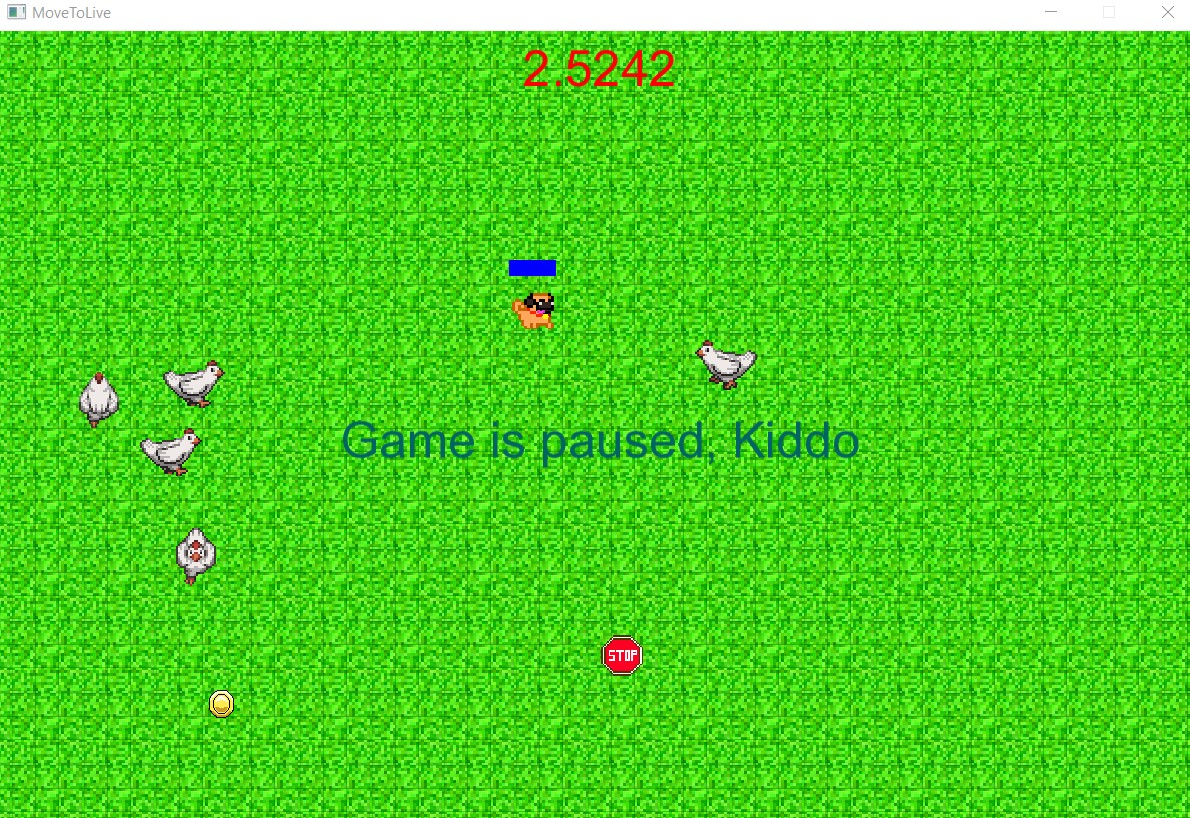 MoveToLive
2.5242
Game is paused, Kiddo
STOP